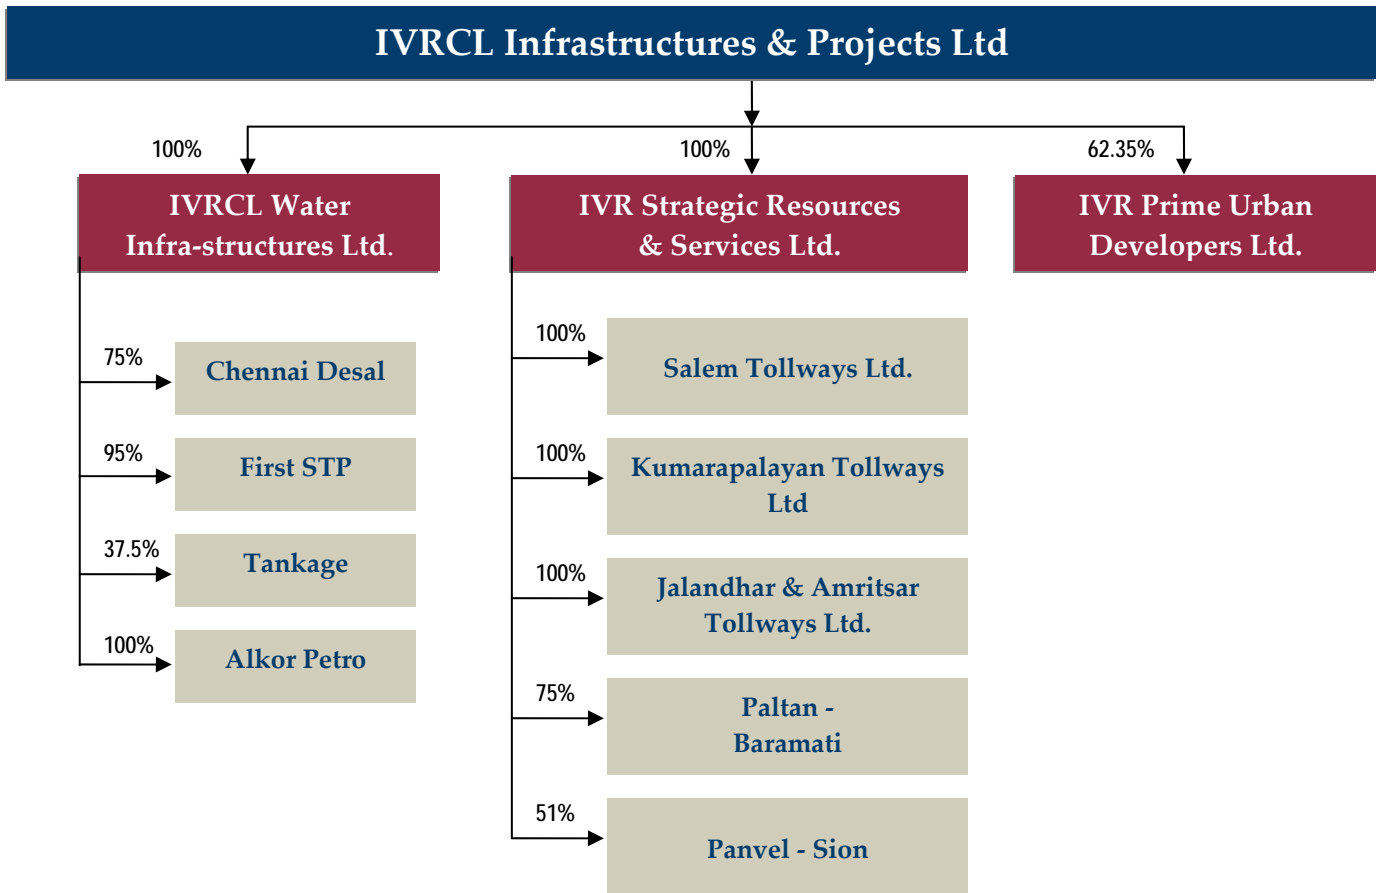 IVRCL Infrastructures & Projects Ltd
100%
100%
62.35%
IVRCL Water
Infra-structures Ltd.
IVR Strategic Resources
& Services Ltd.
IVR Prime Urban
Developers Ltd.
75%
Chennai Desal
95%
First STP
37.5%
Tankage
100%
Alkor Petro
100%
Salem Tollways Ltd.
100%
Kumarapalayan Tollways
Ltd
100%
Jalandhar & Amritsar
Tollways Ltd.
75%
Paltan -
Baramati
51%
Panvel - Sion